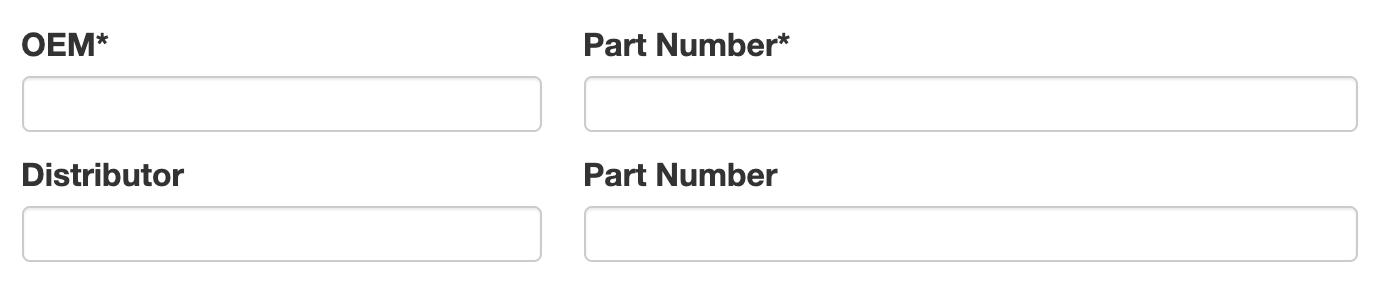 OEM*
Part Number*
Distributor
Part Number